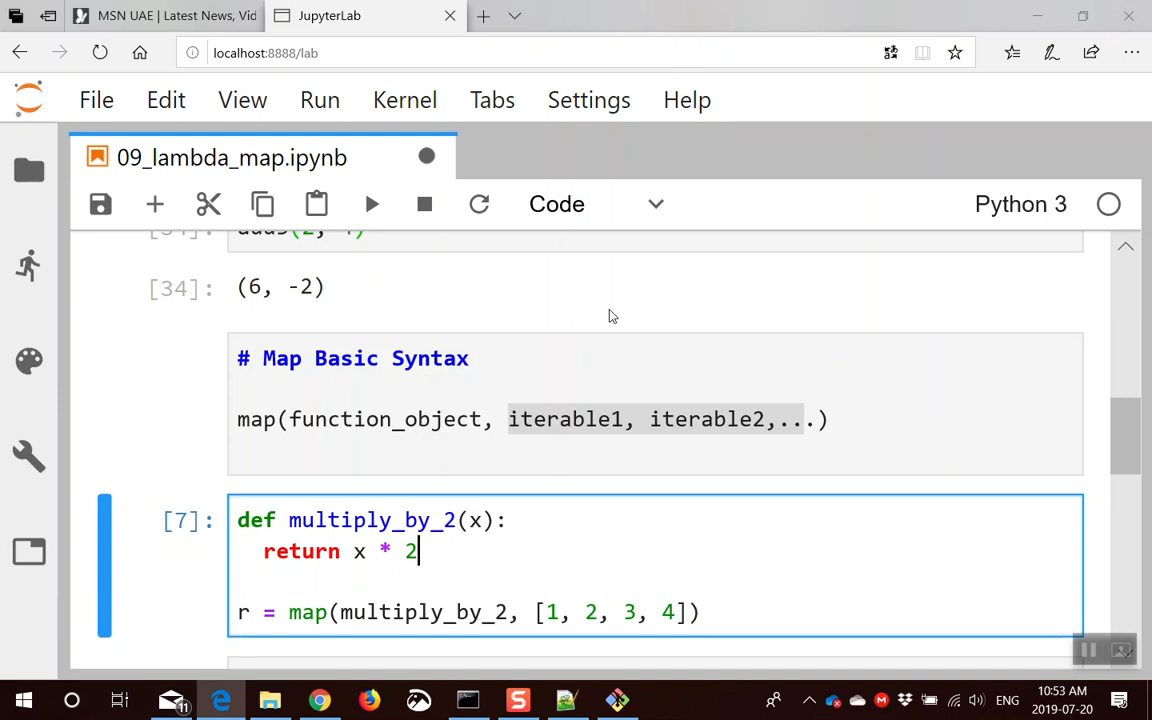 MSN UAE | Latest News, Vid
JupyterLab
localhost:8888/lab
File Edit View Run Kernel Tabs Settings Help
09_lambda_map.ipynb
Code
Python 3
[34]:
[34]: (6, -2)
# Map Basic Syntax
map(function_object, iterable1, iterable2,...)
[7]: def multiply_by_2(x):
return x * 2
r = map(multiply_by_2, [1, 2, 3, 4])
11
ENG
10:53 AM
2019-07-20